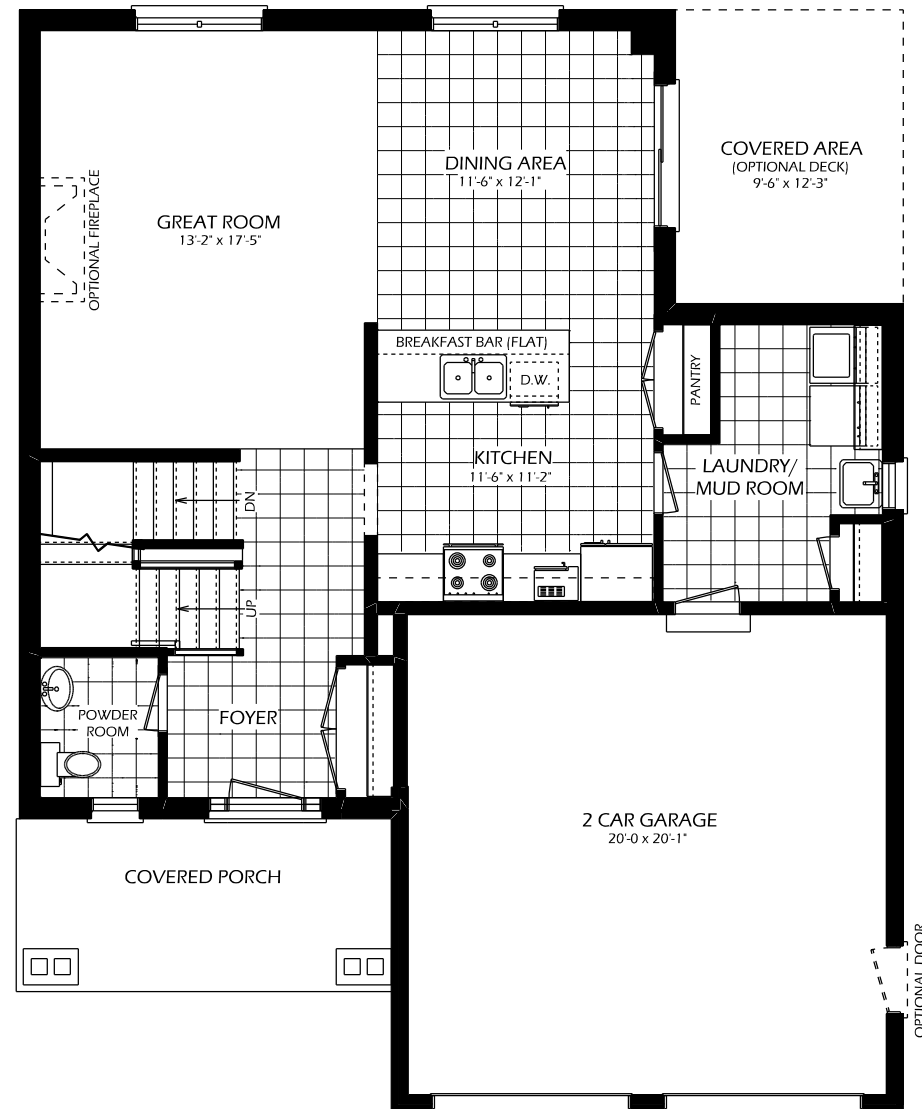 DINING AREA
11'-6" x 12'-1"
COVERED AREA
(OPTIONAL DECK)
9'-6" x 12'-3"
GREAT ROOM
13'-2" x 17'-5"
OPTIONAL FIREPLACE
BREAKFAST BAR (FLAT)
D.W.
PANTRY
KITCHEN
11'-6" x 11'-2"
LAUNDRY/
MUD ROOM
DN
UP
POWDER
ROOM
FOYER
2 CAR GARAGE
20'-0 x 20'-1"
COVERED PORCH
OPTIONAL DOOR